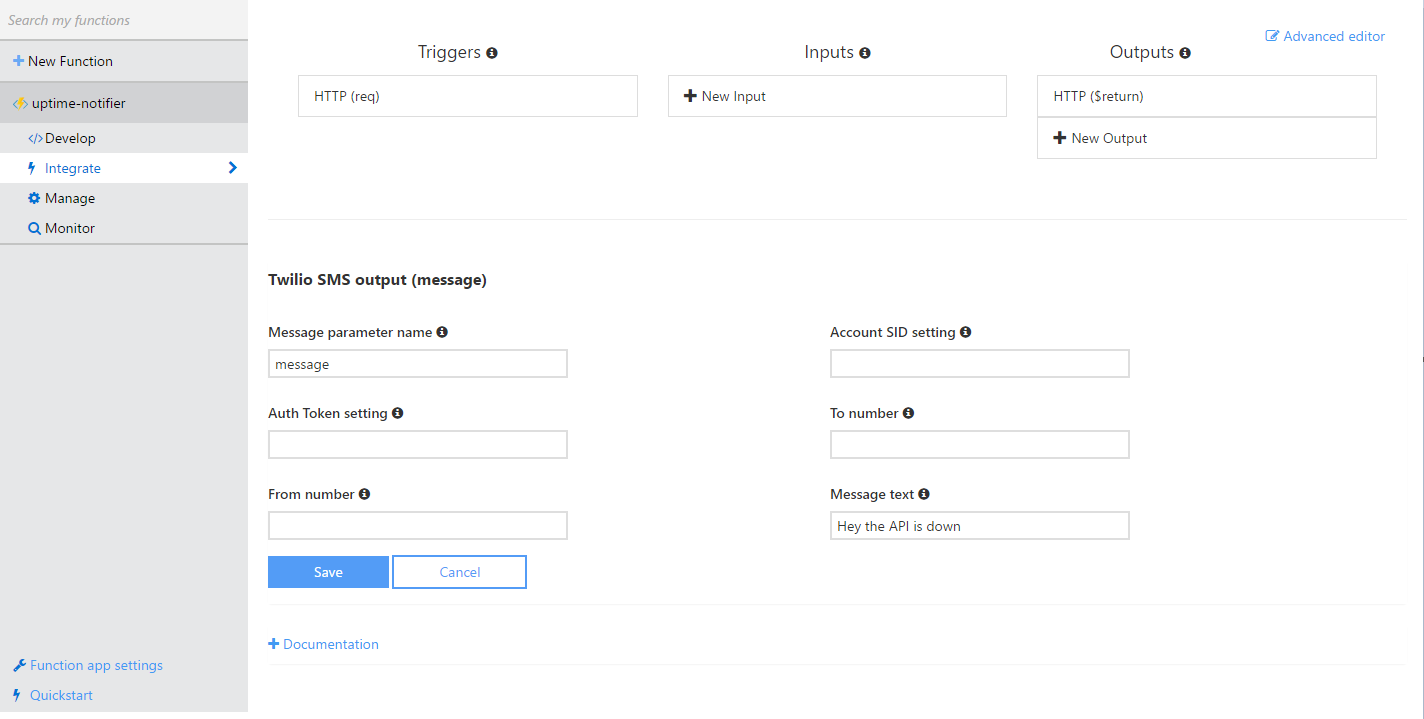 Search my functions
New Function
uptime-notifier
</> Develop
Integrate
Manage
Monitor
Function app settings
Quickstart
Advanced editor
Triggers
HTTP (req)
Inputs
New Input
Outputs
HTTP ($return)
New Output
Twilio SMS output (message)
Message parameter name
message
Account SID setting
Auth Token setting
To number
From number
Message text
Hey the API is down
Save
Cancel
Documentation